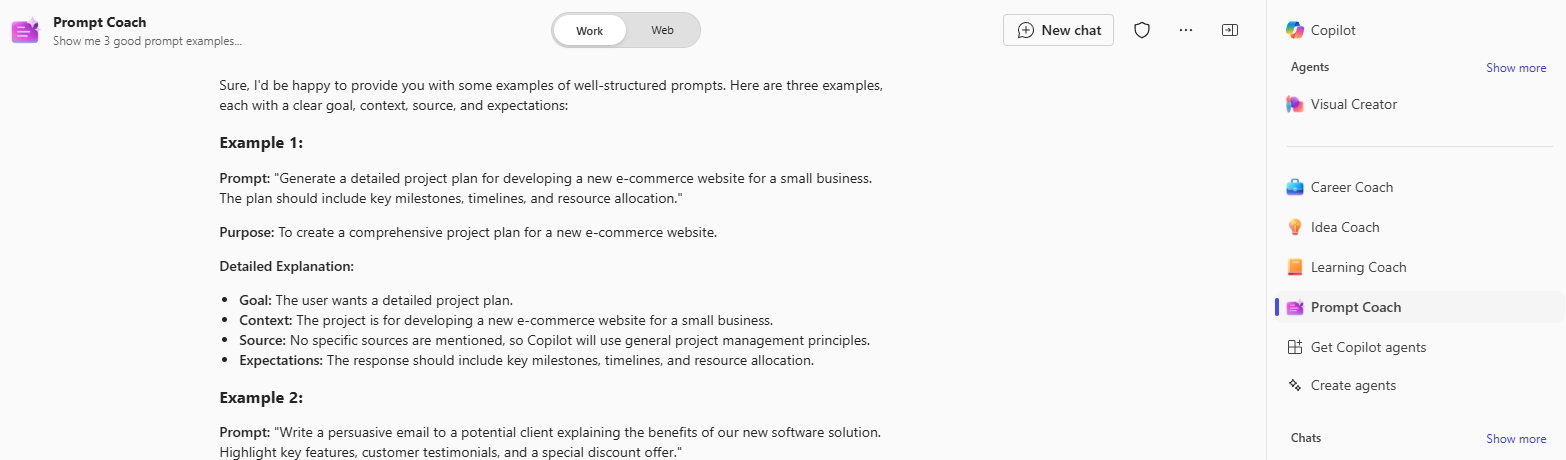 Prompt Coach
Show me 3 good prompt examples...
Work
Web
New chat
Sure, I'd be happy to provide you with some examples of well-structured prompts. Here are three examples,
each with a clear goal, context, source, and expectations:
Example 1:
Prompt: "Generate a detailed project plan for developing a new e-commerce website for a small business.
The plan should include key milestones, timelines, and resource allocation."
Purpose: To create a comprehensive project plan for a new e-commerce website.
Detailed Explanation:
• Goal: The user wants a detailed project plan.
• Context: The project is for developing a new e-commerce website for a small business.
• Source: No specific sources are mentioned, so Copilot will use general project management principles.
• Expectations: The response should include key milestones, timelines, and resource allocation.
Example 2:
Prompt: "Write a persuasive email to a potential client explaining the benefits of our new software solution.
Highlight key features, customer testimonials, and a special discount offer."
Copilot
Agents
Show more
Visual Creator
Career Coach
Idea Coach
Learning Coach
Prompt Coach
Get Copilot agents
Create agents
Chats
Show more